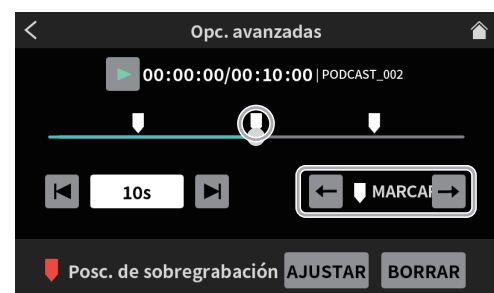 Opc. avanzadas
00:00:00/00:10:00 | PODCAST_002
10s MARCAR
Posc. de sobregrabación AJUSTAR BORRAR